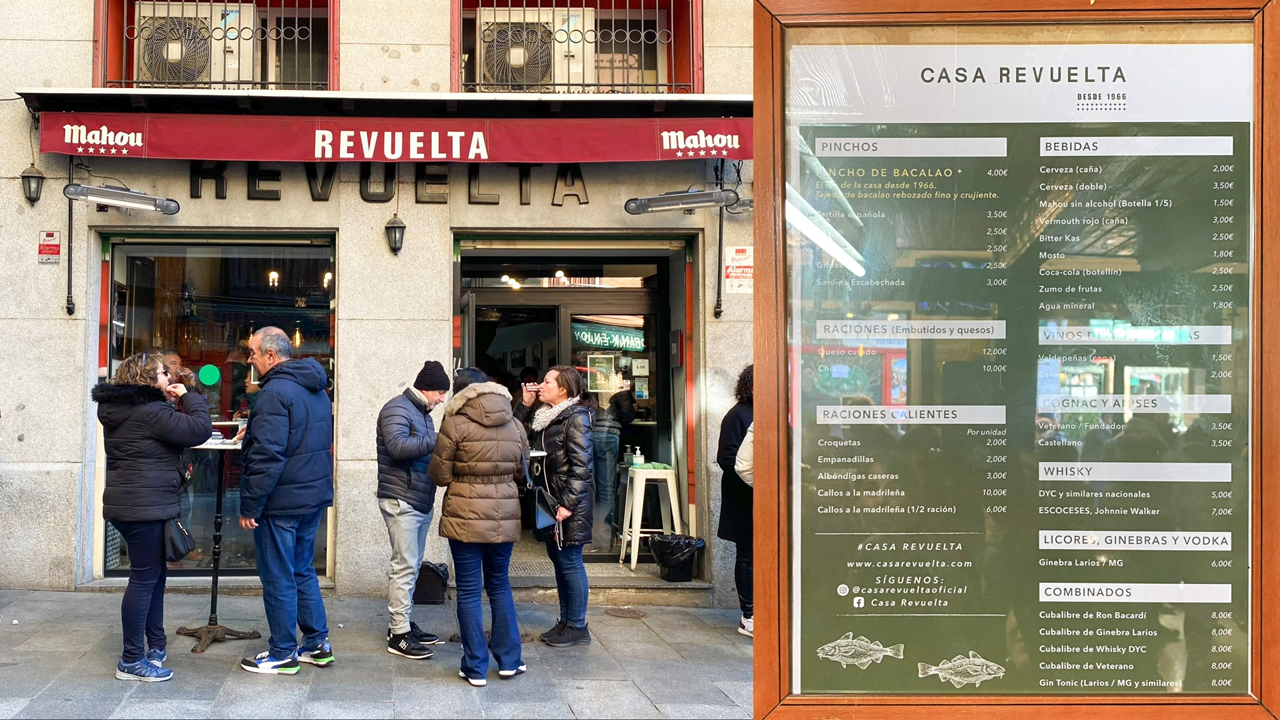 Mahou
REVUELTA
Mahou
REVUELTA
Alarma
Alarma
CASA REVUELTA
DESDE 1966
PINCHOS
PINCHO DE BACALAO * 4,00€
El de la casa desde 1966.
Tajada de bacalao rebozado fino y crujiente.
Tortilla española 3,50€
2,50€
2,50€
2,50€
Sardina Escabechada 3,00€
RACIONES (Embutidos y quesos)
Queso curado 12,00€
Chorizo 10,00€
RACIONES CALIENTES
Por unidad
Croquetas 2,00€
Empanadillas 2,00€
Albóndigas caseras 3,00€
Callos a la madrileña 10,00€
Callos a la madrileña (1/2 ración) 6,00€
#CASA REVUELTA
www.casarevuelta.com
SÍGUENOS:
@casarevueltaoficial
Casa Revuelta
BEBIDAS
Cerveza (caña) 2,00€
Cerveza (doble) 3,50€
Mahou sin alcohol (Botella 1/5) 1,50€
Vermouth rojo (caña) 3,00€
Bitter Kas 2,50€
Mosto 1,80€
Coca-cola (botellín) 2,50€
Zumo de frutas 2,50€
Agua mineral 1,80€
VINOS
Valdepeñas (copa) 1,50€
2,00€
COGNAC Y ANISES
Veterano / Fundador 3,50€
Castellano 3,50€
WHISKY
DYC y similares nacionales 5,00€
ESCOCESES, Johnnie Walker 7,00€
LICORES, GINEBRAS Y VODKA
Ginebra Larios / MG 6,00€
COMBINADOS
Cubalibre de Ron Bacardí 8,00€
Cubalibre de Ginebra Larios 8,00€
Cubalibre de Whisky DYC 8,00€
Cubalibre de Veterano 8,00€
Gin Tonic (Larios / MG y similares) 8,00€